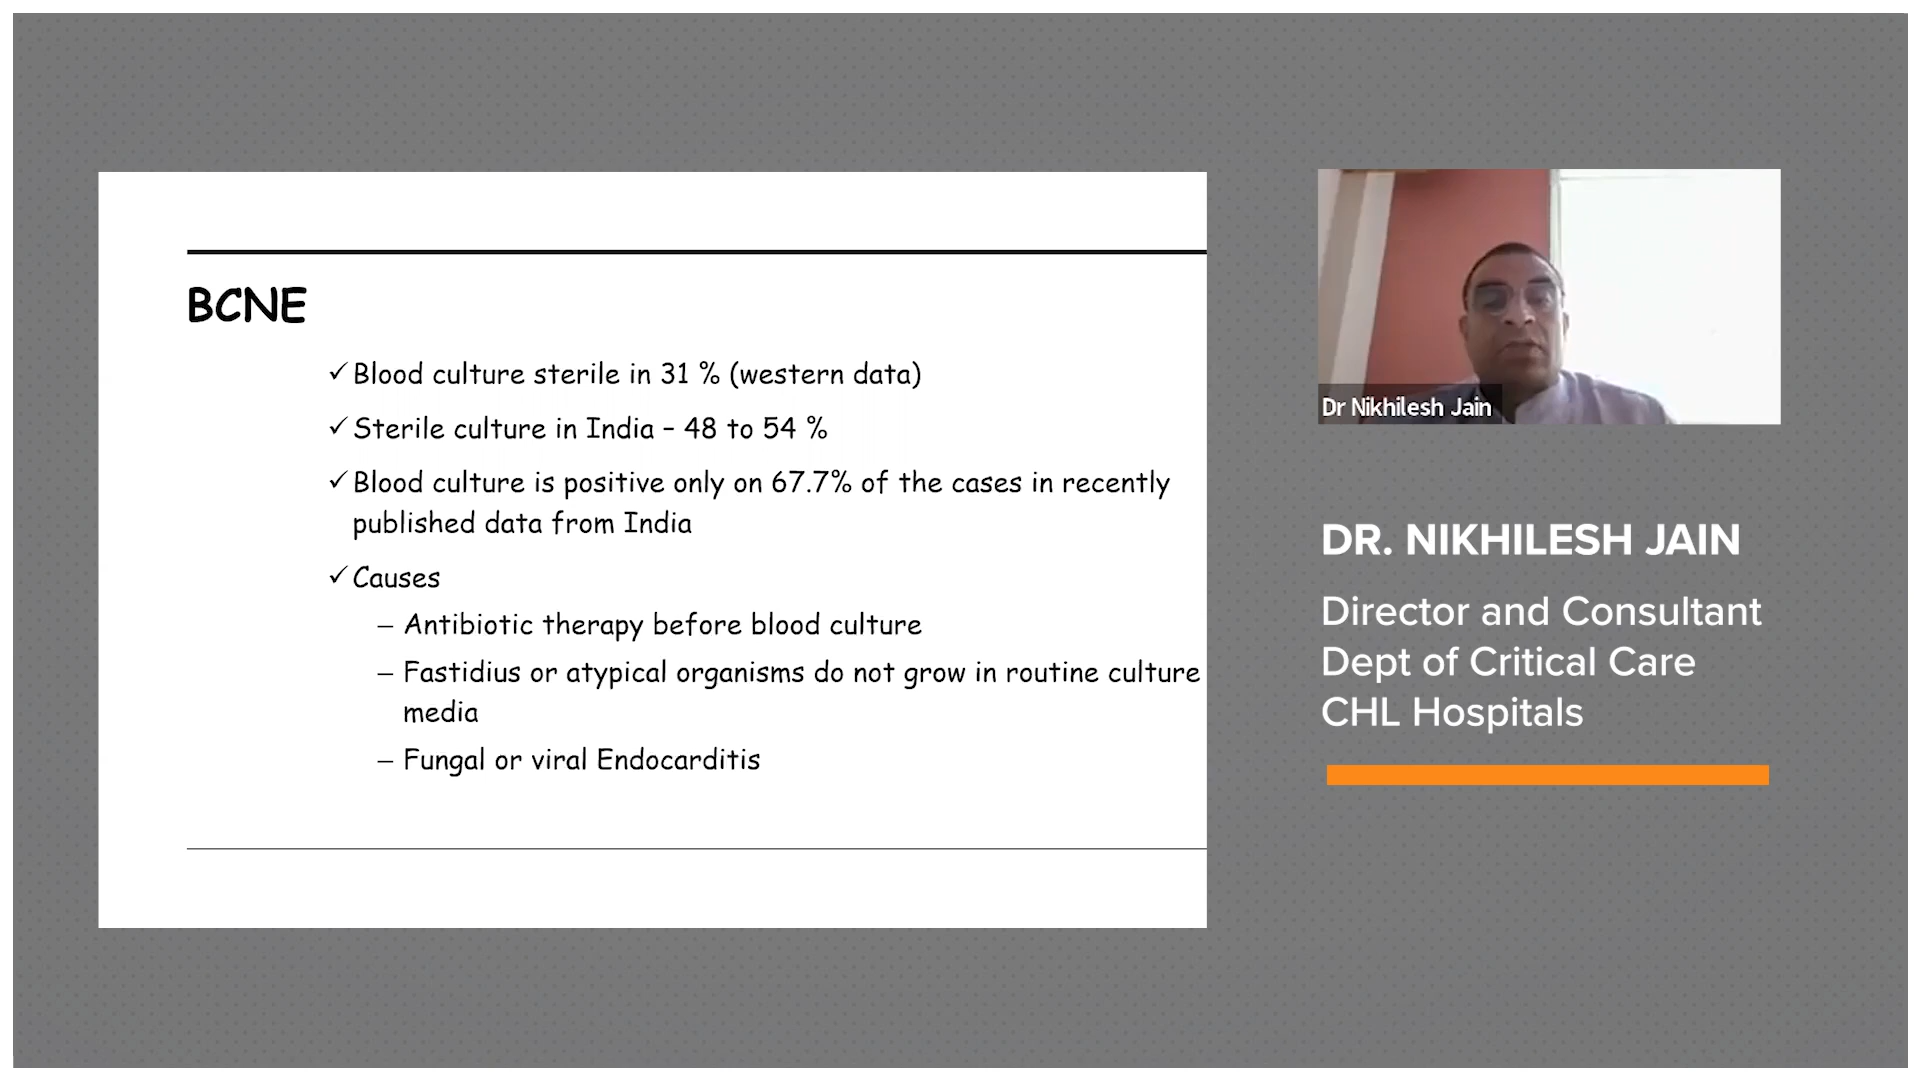 BCNE
✓ Blood culture sterile in 31 % (western data)
✓ Sterile culture in India – 48 to 54 %
✓ Blood culture is positive only on 67.7% of the cases in recently
published data from India
✓ Causes
– Antibiotic therapy before blood culture
– Fastidius or atypical organisms do not grow in routine culture
media
– Fungal or viral Endocarditis
Dr Nikhilesh Jain
DR. NIKHILESH JAIN
Director and Consultant
Dept of Critical Care
CHL Hospitals